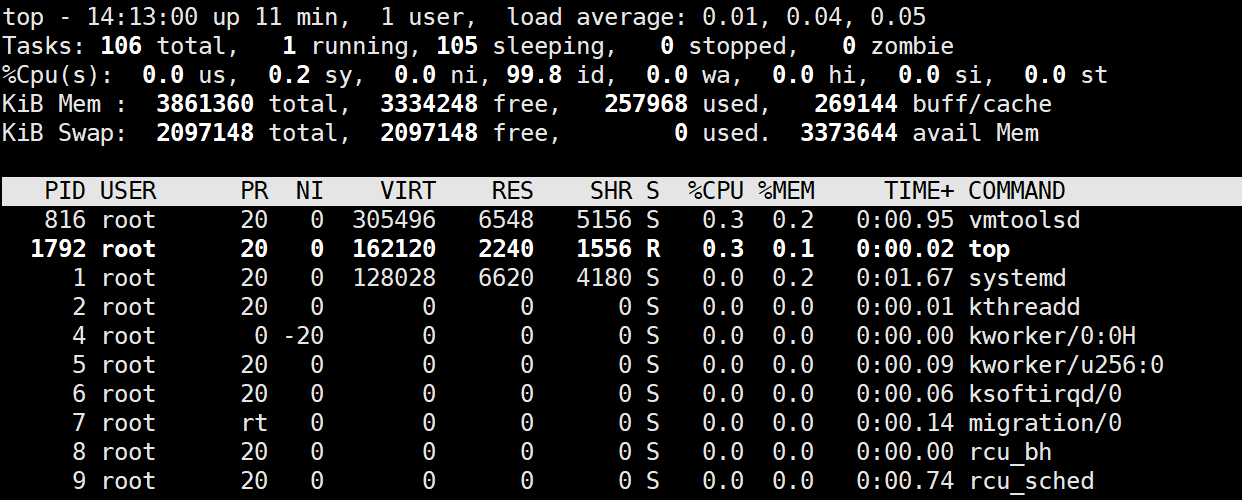 top - 14:13:00 up 11 min,  1 user,  load average: 0.01, 0.04, 0.05
Tasks: 106 total,   1 running, 105 sleeping,   0 stopped,   0 zombie
%Cpu(s):  0.0 us,  0.2 sy,  0.0 ni, 99.8 id,  0.0 wa,  0.0 hi,  0.0 si,  0.0 st
KiB Mem :  3861360 total,  3334248 free,   257968 used,   269144 buff/cache
KiB Swap:  2097148 total,  2097148 free,        0 used.  3373644 avail Mem
   PID USER      PR  NI    VIRT    RES    SHR S  %CPU %MEM     TIME+ COMMAND
   816 root      20   0  305496   6548   5156 S   0.3  0.2   0:00.95 vmtoolsd
  1792 root      20   0  162120   2240   1556 R   0.3  0.1   0:00.02 top
     1 root      20   0  128028   6620   4180 S   0.0  0.2   0:01.67 systemd
     2 root      20   0       0      0      0 S   0.0  0.0   0:00.01 kthreadd
     4 root       0 -20       0      0      0 S   0.0  0.0   0:00.00 kworker/0:0H
     5 root      20   0       0      0      0 S   0.0  0.0   0:00.09 kworker/u256:0
     6 root      20   0       0      0      0 S   0.0  0.0   0:00.06 ksoftirqd/0
     7 root      rt   0       0      0      0 S   0.0  0.0   0:00.14 migration/0
     8 root      20   0       0      0      0 S   0.0  0.0   0:00.00 rcu_bh
     9 root      20   0       0      0      0 S   0.0  0.0   0:00.74 rcu_sched